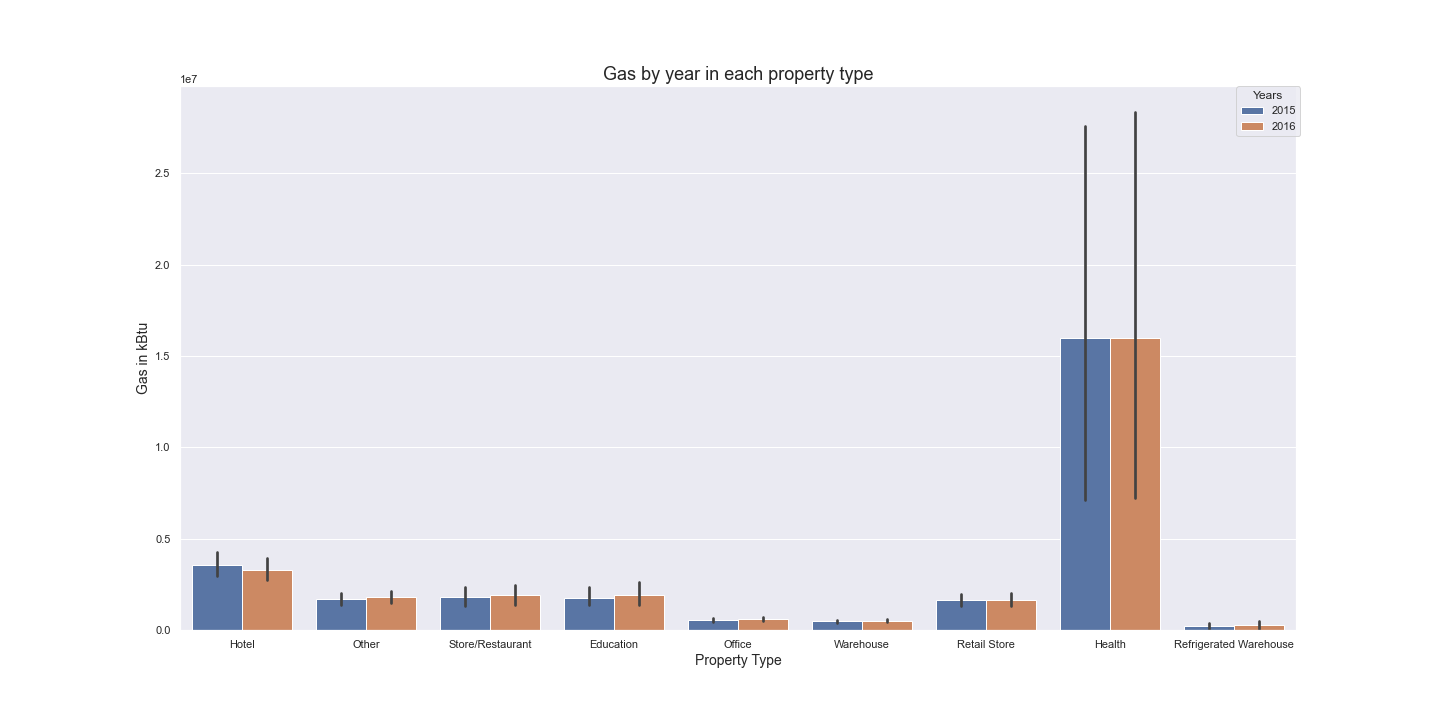 Gas by year in each property type
1e7
Years
2015
2016
2.5
2.0
1.5
1.0
0.5
0.0
Gas in kBtu
Hotel Other Store/Restaurant Education Office Warehouse Retail Store Health Refrigerated Warehouse
Property Type